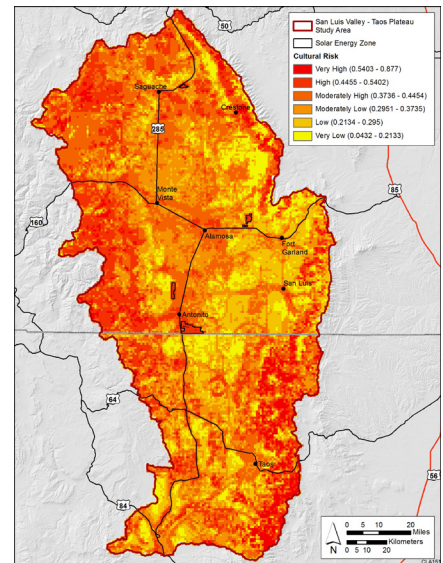 50
San Luis Valley - Taos Plateau
Study Area
Solar Energy Zone
Cultural Risk
Very High (0.5403 - 0.877)
High (0.4455 - 0.5402)
Moderately High (0.3736 - 0.4454)
Moderately Low (0.2951 - 0.3735)
Low (0.2134 - 0.295)
Very Low (0.0432 - 0.2133)
Saguache
Crestone
285
Monte
Vista
85
160
Alamosa
Fort
Garland
San Luis
Antonito
64
Taos
56
84
N
0 5 10 20
Miles
Kilometers
0 5 10 20